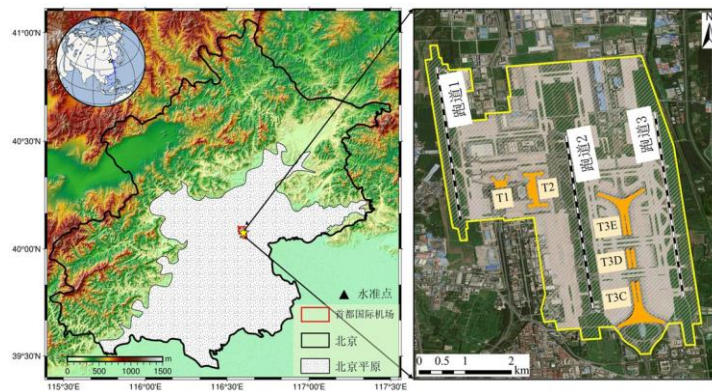 41°00'N
40°30'N
40°00'N
39°30'N
115°30'E
116°00'E
116°30'E
117°00'E
117°30'E
m
0 500 1000 1500
水准点
首都国际机场
北京
北京平原
N
跑道1
跑道2
跑道3
T1
T2
T3E
T3D
T3C
0 0.5 1 2
km